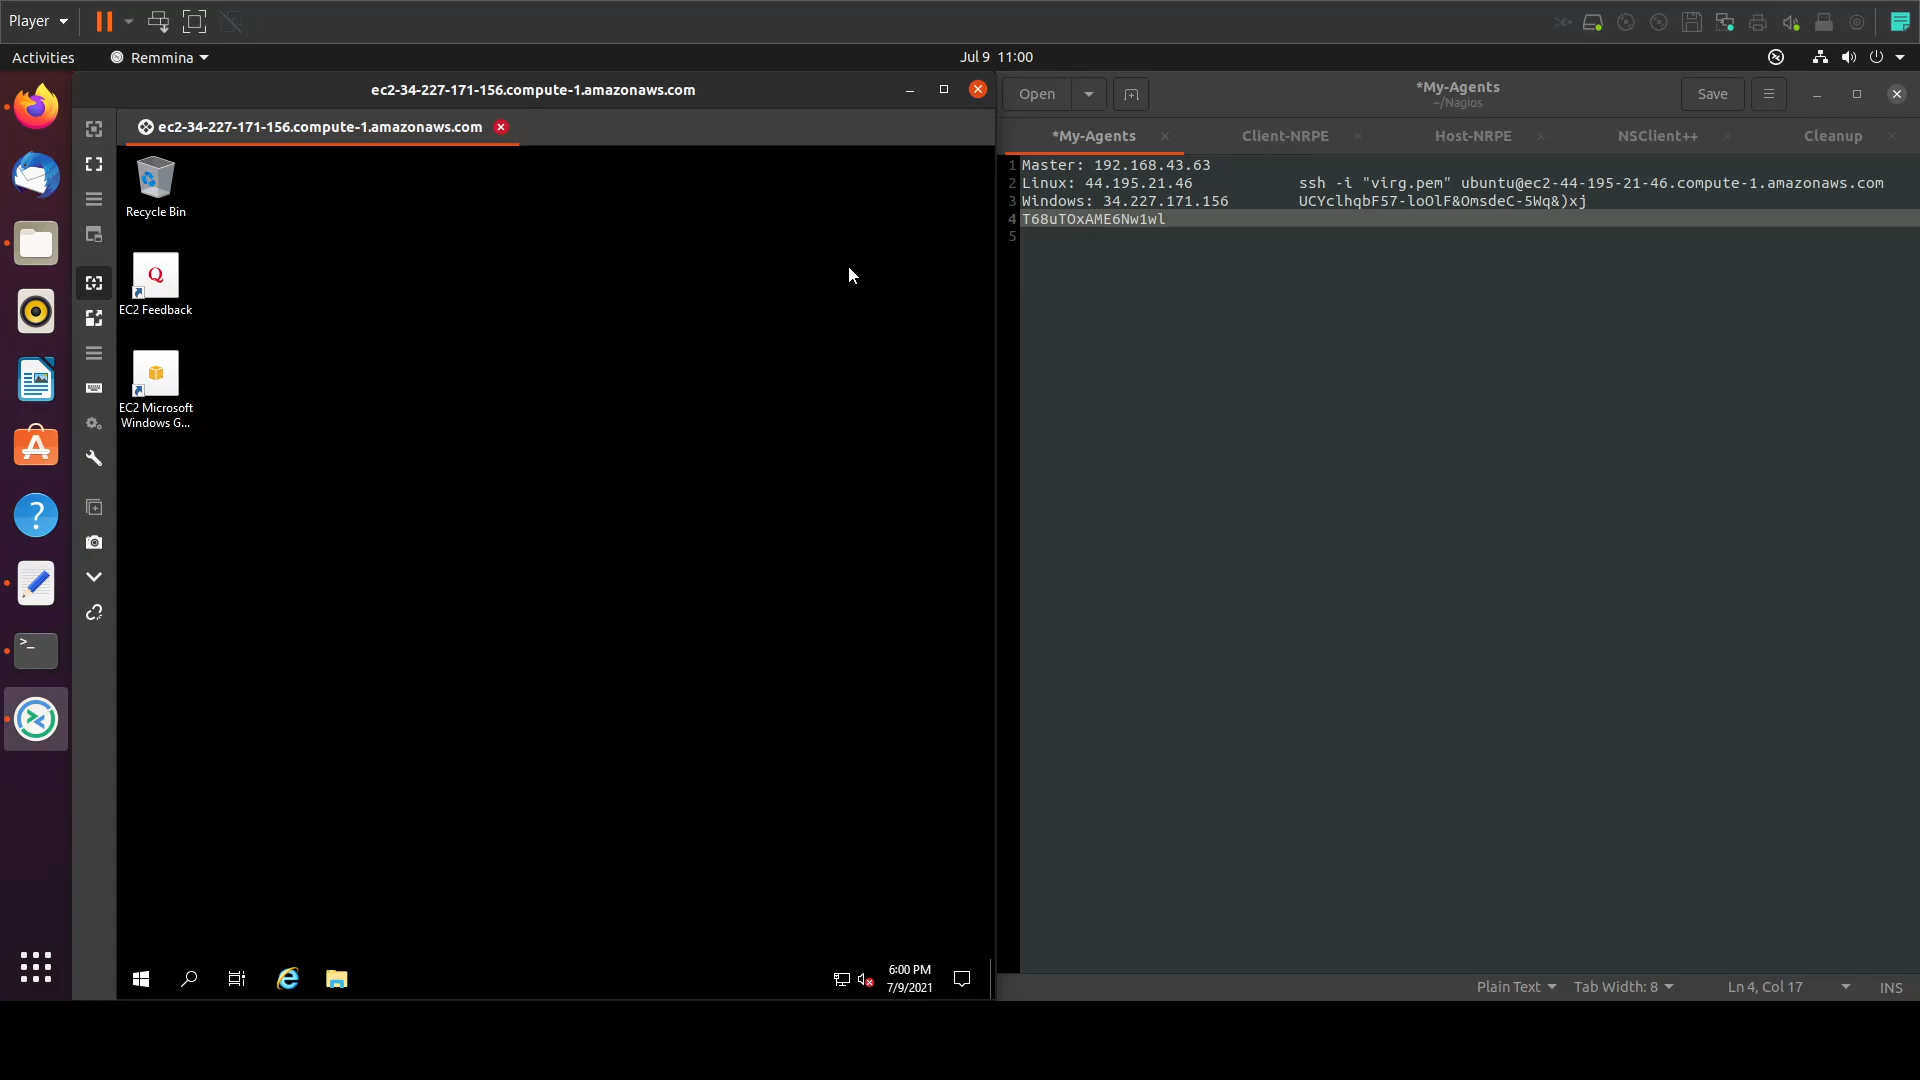 Player
Activities
Remmina
Jul 9 11:00
ec2-34-227-171-156.compute-1.amazonaws.com
ec2-34-227-171-156.compute-1.amazonaws.com
Recycle Bin
EC2 Feedback
EC2 Microsoft
Windows G...
6:00 PM
7/9/2021
Open
*My-Agents
~/Nagios
Save
*My-Agents
Client-NRPE
Host-NRPE
NSClient++
Cleanup
1 Master: 192.168.43.63
2 Linux: 44.195.21.46 ssh -i "virg.pem" ubuntu@ec2-44-195-21-46.compute-1.amazonaws.com
3 Windows: 34.227.171.156 UCYclhqbF57-loOlF&OmsdeC-5Wq&)xj
4 T68uTOxAME6Nw1wl
5
Plain Text
Tab Width: 8
Ln 4, Col 17
INS